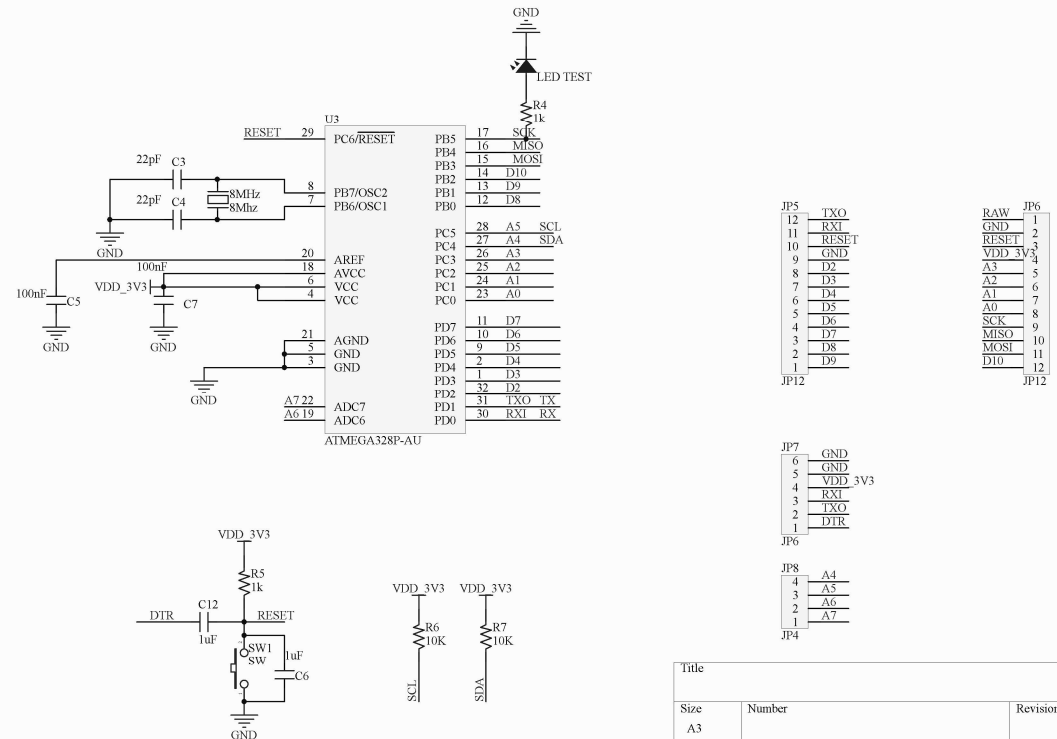 GND
LED TEST
R4
1k
U3
ATMEGA328P-AU
RESET 29 PC6/RESET
8 PB7/OSC2
7 PB6/OSC1
20 AREF
18 AVCC
6 VCC
4 VCC
21 AGND
5 GND
3 GND
A7 22 ADC7
A6 19 ADC6
PB5 17 SCK
PB4 16 MISO
PB3 15 MOSI
PB2 14 D10
PB1 13 D9
PB0 12 D8
PC5 28 A5 SCL
PC4 27 A4 SDA
PC3 26 A3
PC2 25 A2
PC1 24 A1
PC0 23 A0
PD7 11 D7
PD6 10 D6
PD5 9 D5
PD4 2 D4
PD3 1 D3
PD2 32 D2
PD1 31 TXO TX
PD0 30 RXI RX
22pF C3
22pF C4
8MHz
8Mhz
GND
100nF
VDD_3V3
C7
100nF C5
GND
GND
GND
JP5
12 TXO
11 RXI
10 RESET
9 GND
8 D2
7 D3
6 D4
5 D5
4 D6
3 D7
2 D8
1 D9
JP12
JP6
RAW 1
GND 2
RESET 3
VDD_3V3 4
A3 5
A2 6
A1 7
A0 8
SCK 9
MISO 10
MOSI 11
D10 12
JP12
JP7
6 GND
5 GND
4 VDD_3V3
3 RXI
2 TXO
1 DTR
JP6
JP8
4 A4
3 A5
2 A6
1 A7
JP4
VDD_3V3
R5
1k
DTR
C12
1uF
RESET
SW1
SW
1uF
C6
GND
VDD_3V3
R6
10K
SCL
VDD_3V3
R7
10K
SDA
Title
Size Number Revision
A3